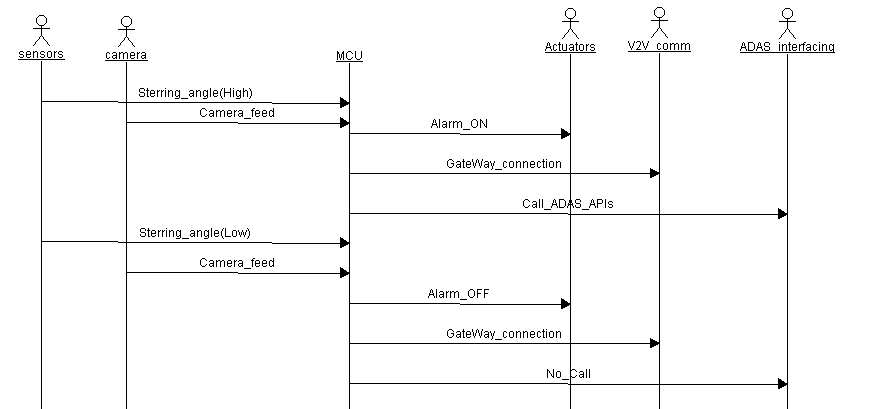 sensors
camera
MCU
Actuators
V2V_comm
ADAS_interfacing
Sterring_angle(High)
Camera_feed
Alarm_ON
GateWay_connection
Call_ADAS_APIs
Sterring_angle(Low)
Camera_feed
Alarm_OFF
GateWay_connection
No_Call